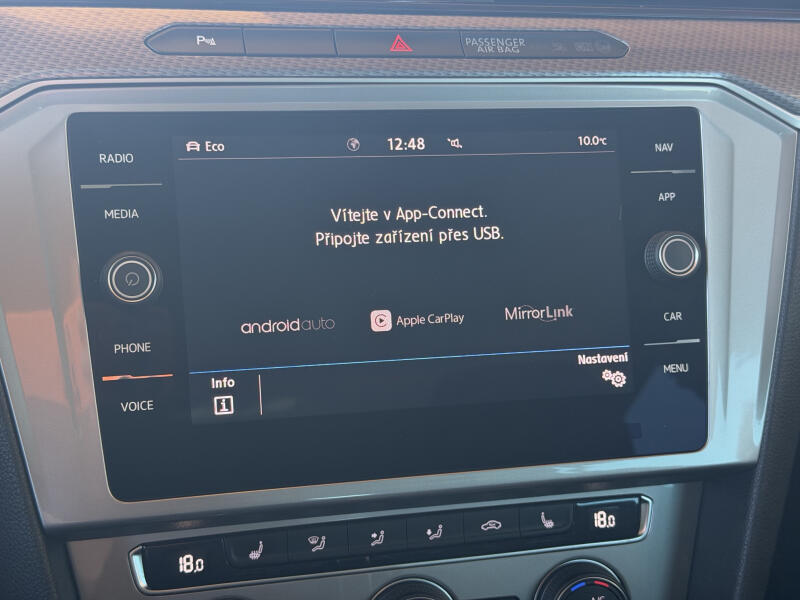 P
PASSENGER
AIR BAG
RADIO
MEDIA
PHONE
VOICE
Eco
12:48
10.0°C
Vítejte v App-Connect.
Připojte zařízení přes USB.
androidauto
Apple CarPlay
MirrorLink
Info
i
Nastavení
NAV
APP
CAR
MENU
18.0
18.0
A/C